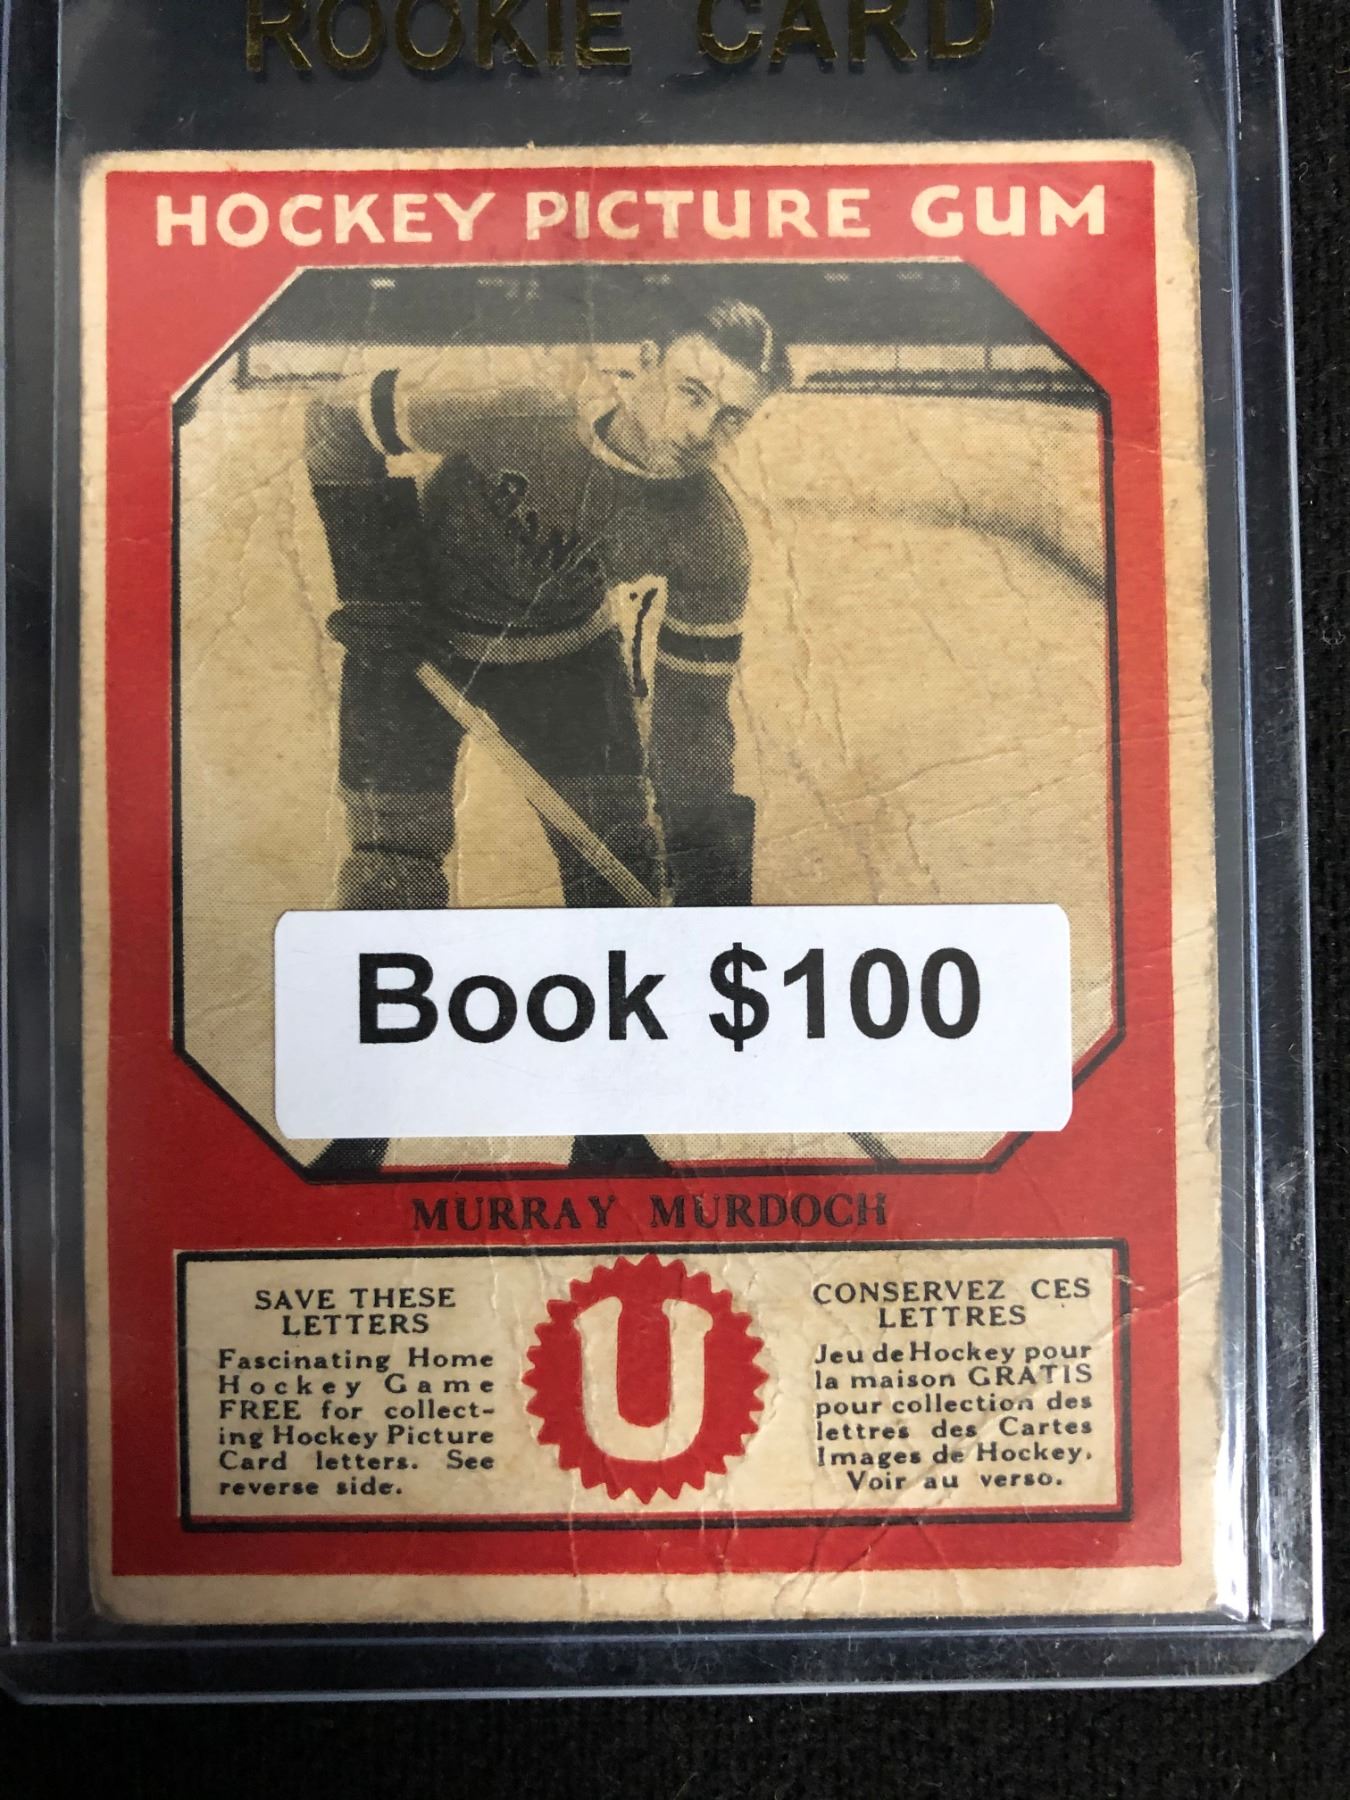 ROOKIE CARD
HOCKEY PICTURE GUM
Book $100
MURRAY MURDOCH
SAVE THESE
LETTERS
Fascinating Home
Hockey Game
FREE for collect-
ing Hockey Picture
Card letters. See
reverse side.
U
CONSERVEZ CES
LETTRES
Jeu de Hockey pour
la maison GRATIS
pour collection des
lettres des Cartes
Images de Hockey.
Voir au verso.